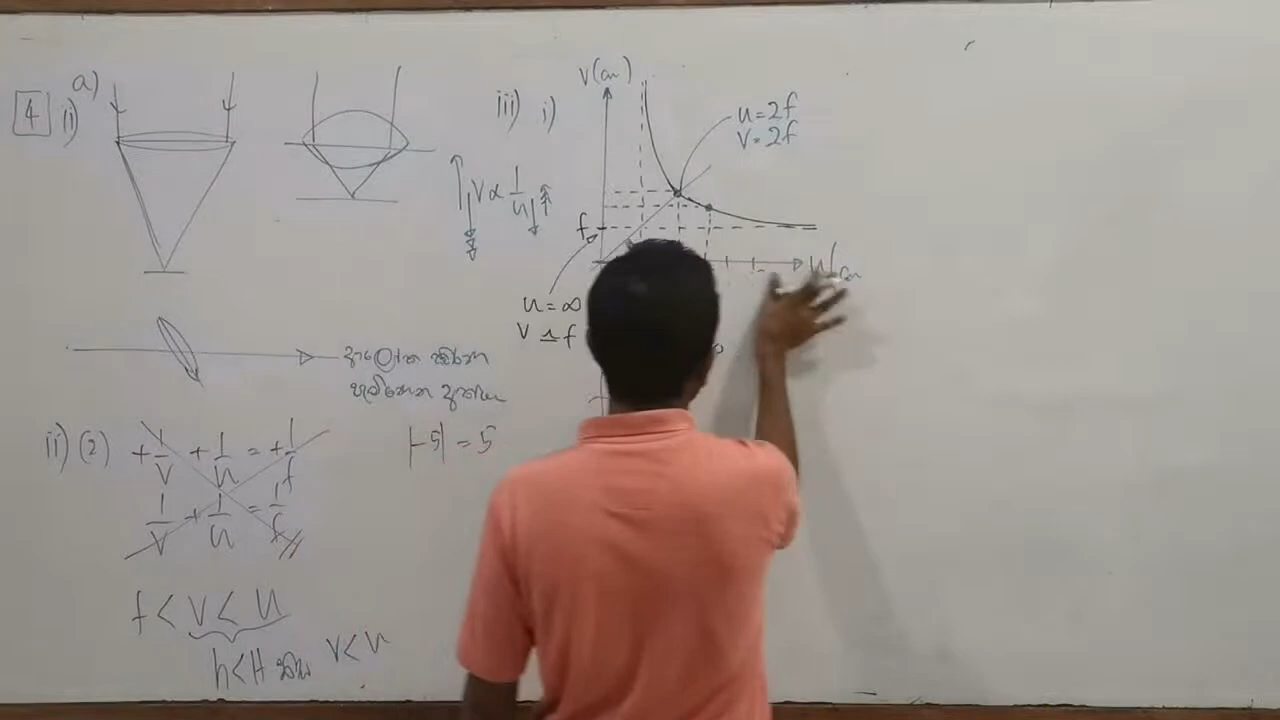 4
a)
i)
ii) (2) +1/V + 1/u = +1/f
1/V + 1/u = 1/f
f < V < u
h<H
V < u
|-5| = 5
V ∝ 1/u
iii) i)
V(cm)
u = 2f
V = 2f
f
u/cm
u = ∞
V ≏ f